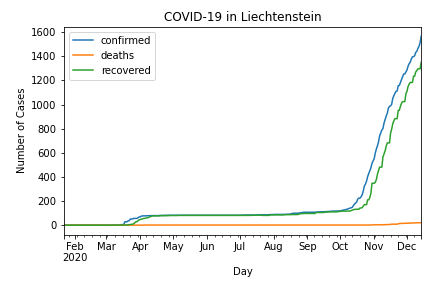 COVID-19 in Liechtenstein
confirmed
deaths
recovered
1600
1400
1200
1000
800
600
400
200
0
Number of Cases
Feb Mar Apr May Jun Jul Aug Sep Oct Nov Dec
2020
Day